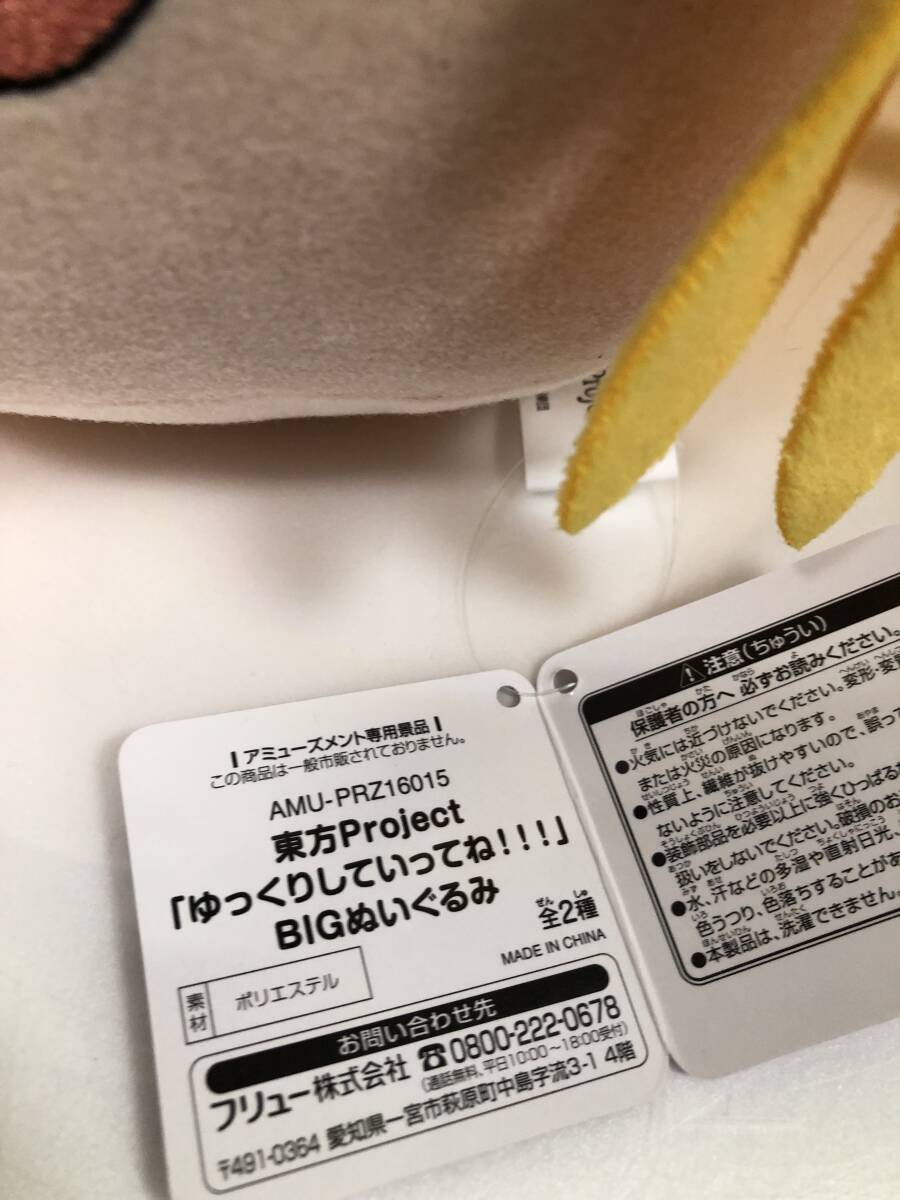 アミューズメント専用景品
この商品は一般市販されておりません。
AMU-PRZ16015
東方Project
「ゆっくりしていってね!!!」
BIGぬいぐるみ
全2種
MADE IN CHINA
素材 ポリエステル
お問い合わせ先
フリュー株式会社 ☎0800-222-0678
(通話無料、平日10:00~18:00受付)
〒491-0364 愛知県一宮市萩原町中島字流3-1 4階
⚠注意(ちゅうい)
保護者の方へ 必ずお読みください。
●火気には近づけないでください。変形・変
または火災の原因になります。
●性質上、繊維が抜けやすいので、誤って
ないように注意してください。
●装飾部品を必要以上に強くひっぱるな
扱いをしないでください。破損のお
●水、汗などの多湿や直射日光、
色うつり、色落ちすることがあ
●本製品は、洗濯できません。